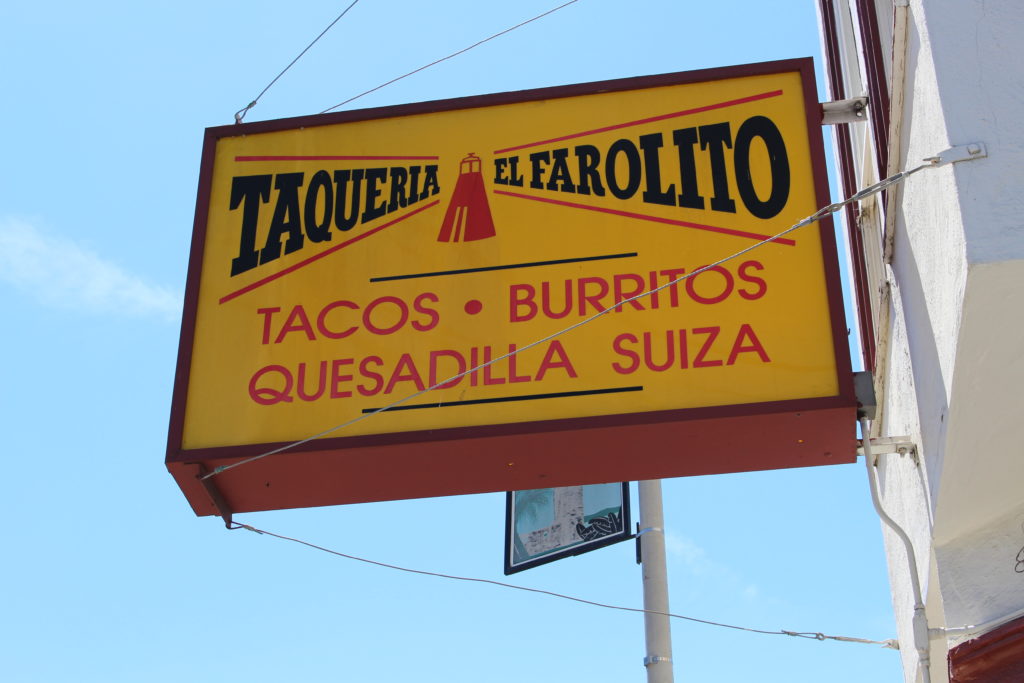 TAQUERIA EL FAROLITO
TACOS • BURRITOS
QUESADILLA SUIZA